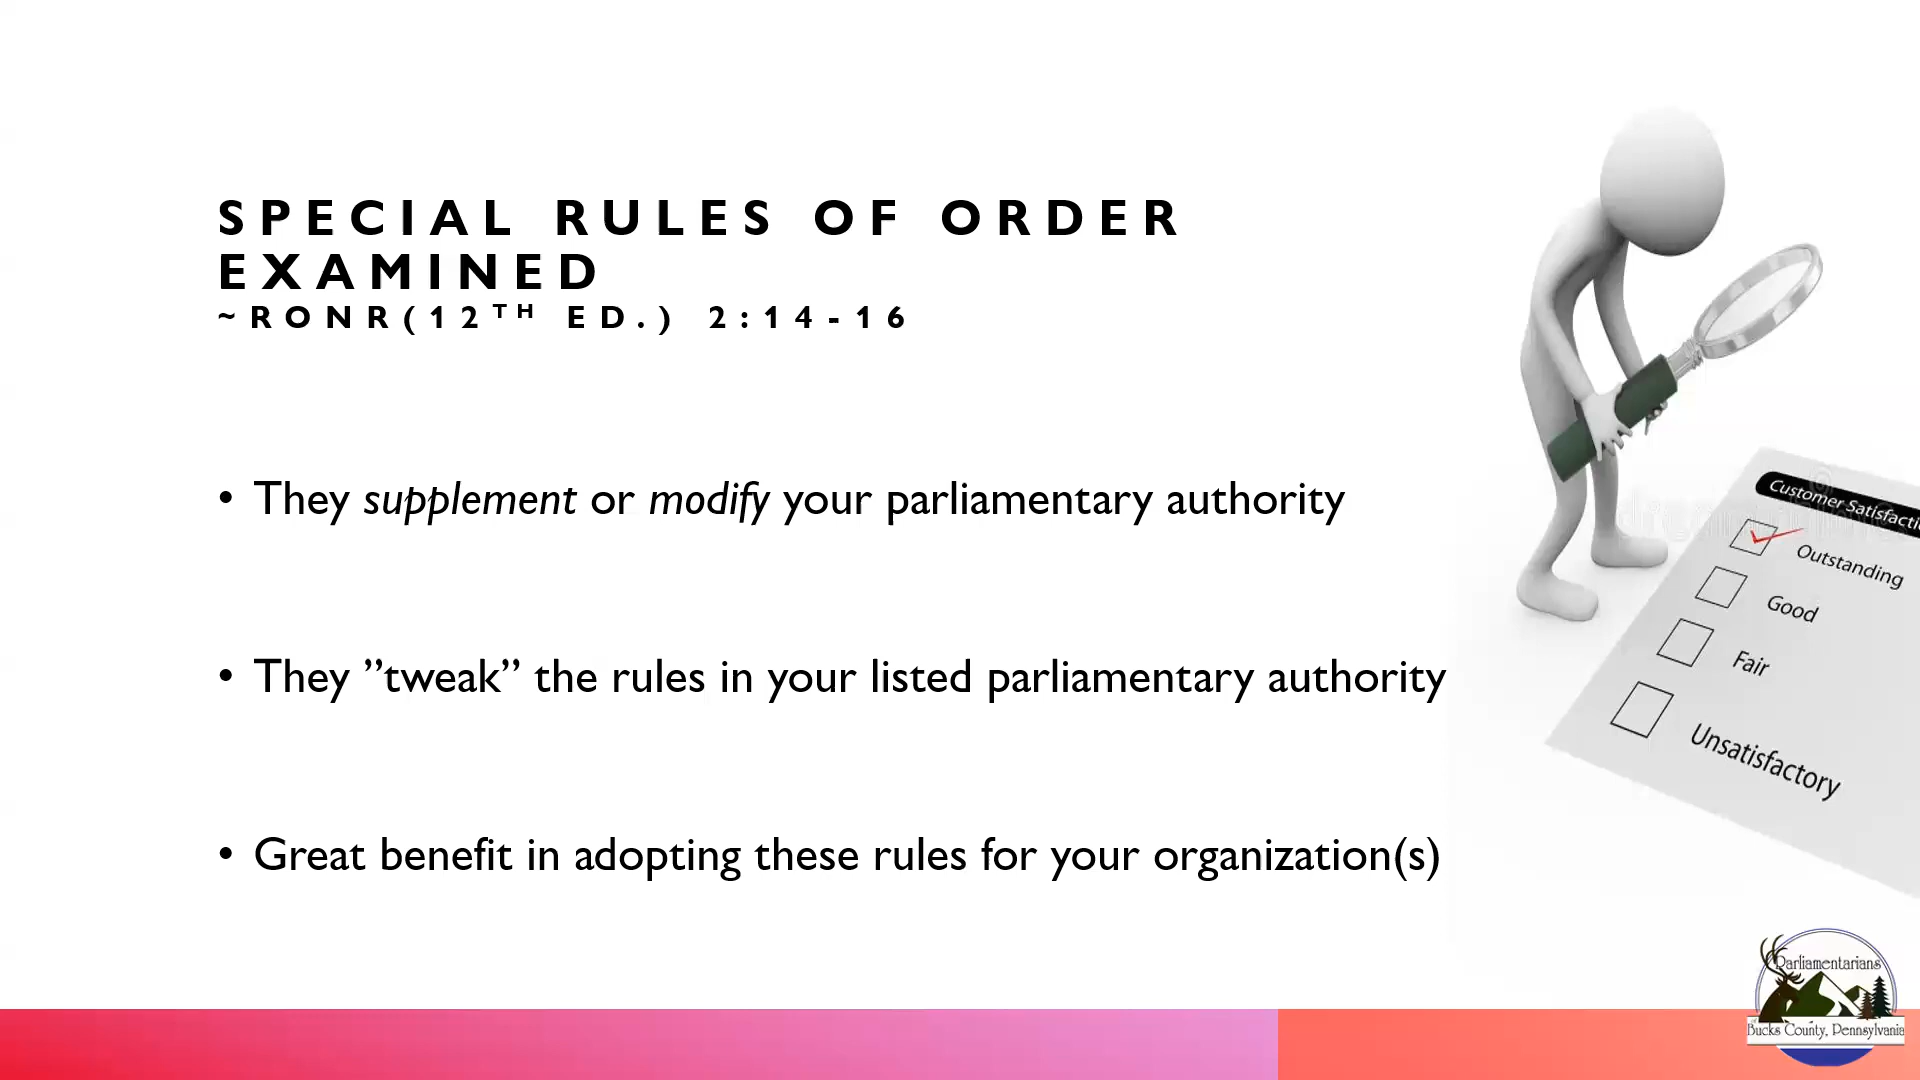 SPECIAL RULES OF ORDER
EXAMINED
~RONR(12TH ED.) 2:14-16
• They supplement or modify your parliamentary authority
• They ”tweak” the rules in your listed parliamentary authority
• Great benefit in adopting these rules for your organization(s)
Customer Satisfacti
Outstanding
Good
Fair
Unsatisfactory
Parliamentarians
Bucks County, Pennsylvania